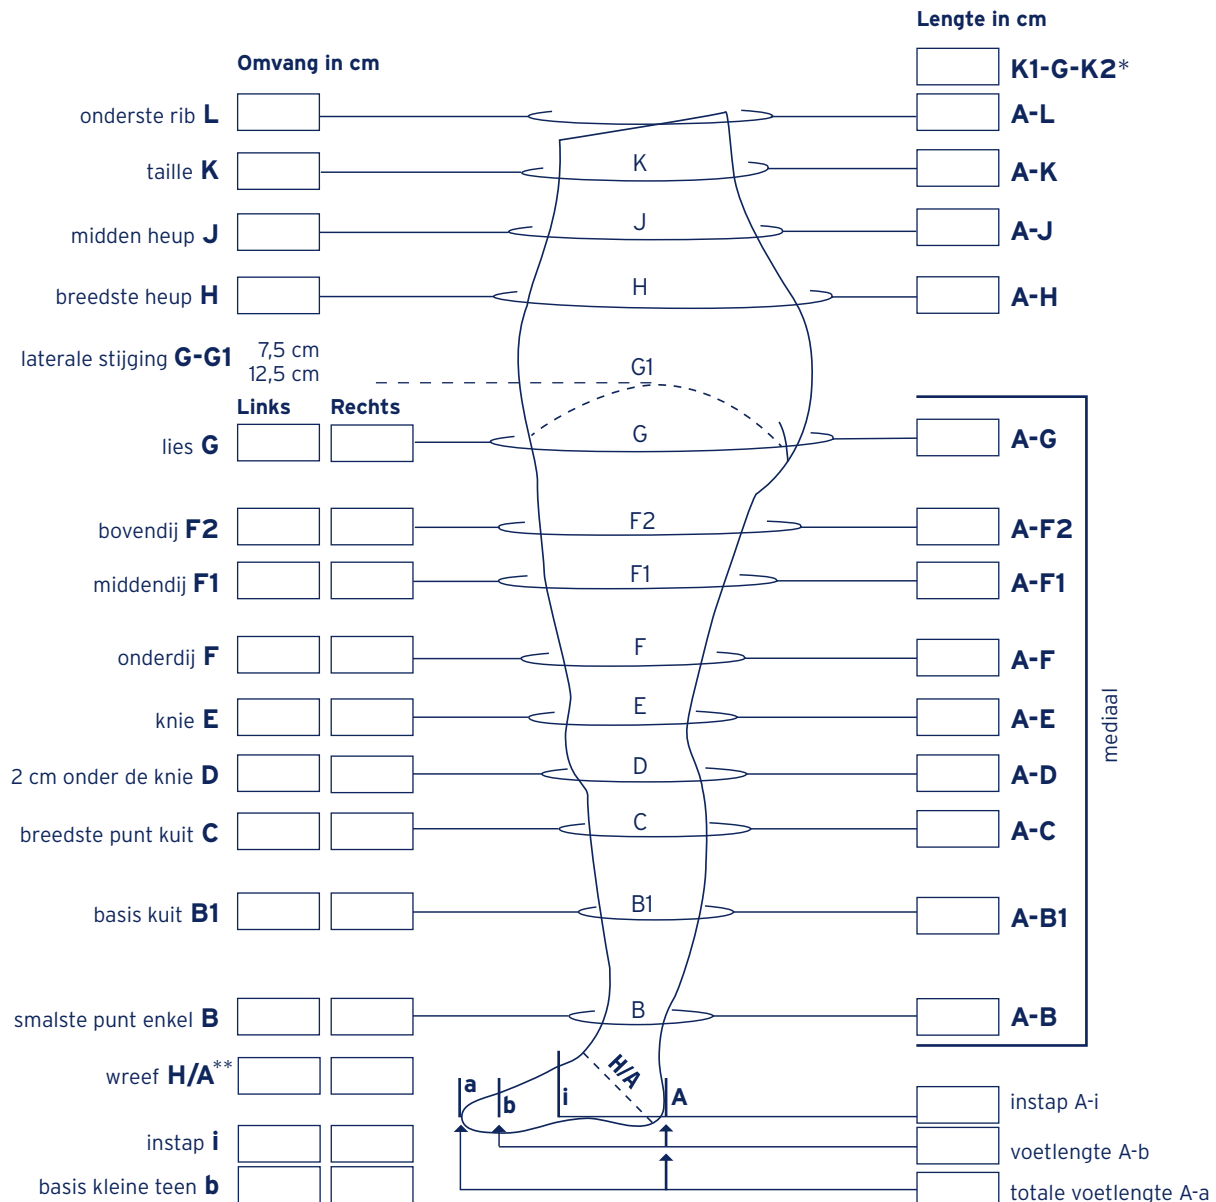 Lengte in cm
Omvang in cm
K1-G-K2*
onderste rib L
A-L
taille K
K
A-K
midden heup J
J
A-J
breedste heup H
H
A-H
laterale stijging G-G1
7,5 cm
12,5 cm
G1
Links Rechts
lies G
G
A-G
bovendij F2
F2
A-F2
middendij F1
F1
A-F1
onderdij F
F
A-F
knie E
E
A-E
mediaal
2 cm onder de knie D
D
A-D
breedste punt kuit C
C
A-C
basis kuit B1
B1
A-B1
smalste punt enkel B
B
A-B
wreef H/A**
H/A
a
b
i
A
instap A-i
instap i
voetlengte A-b
basis kleine teen b
totale voetlengte A-a